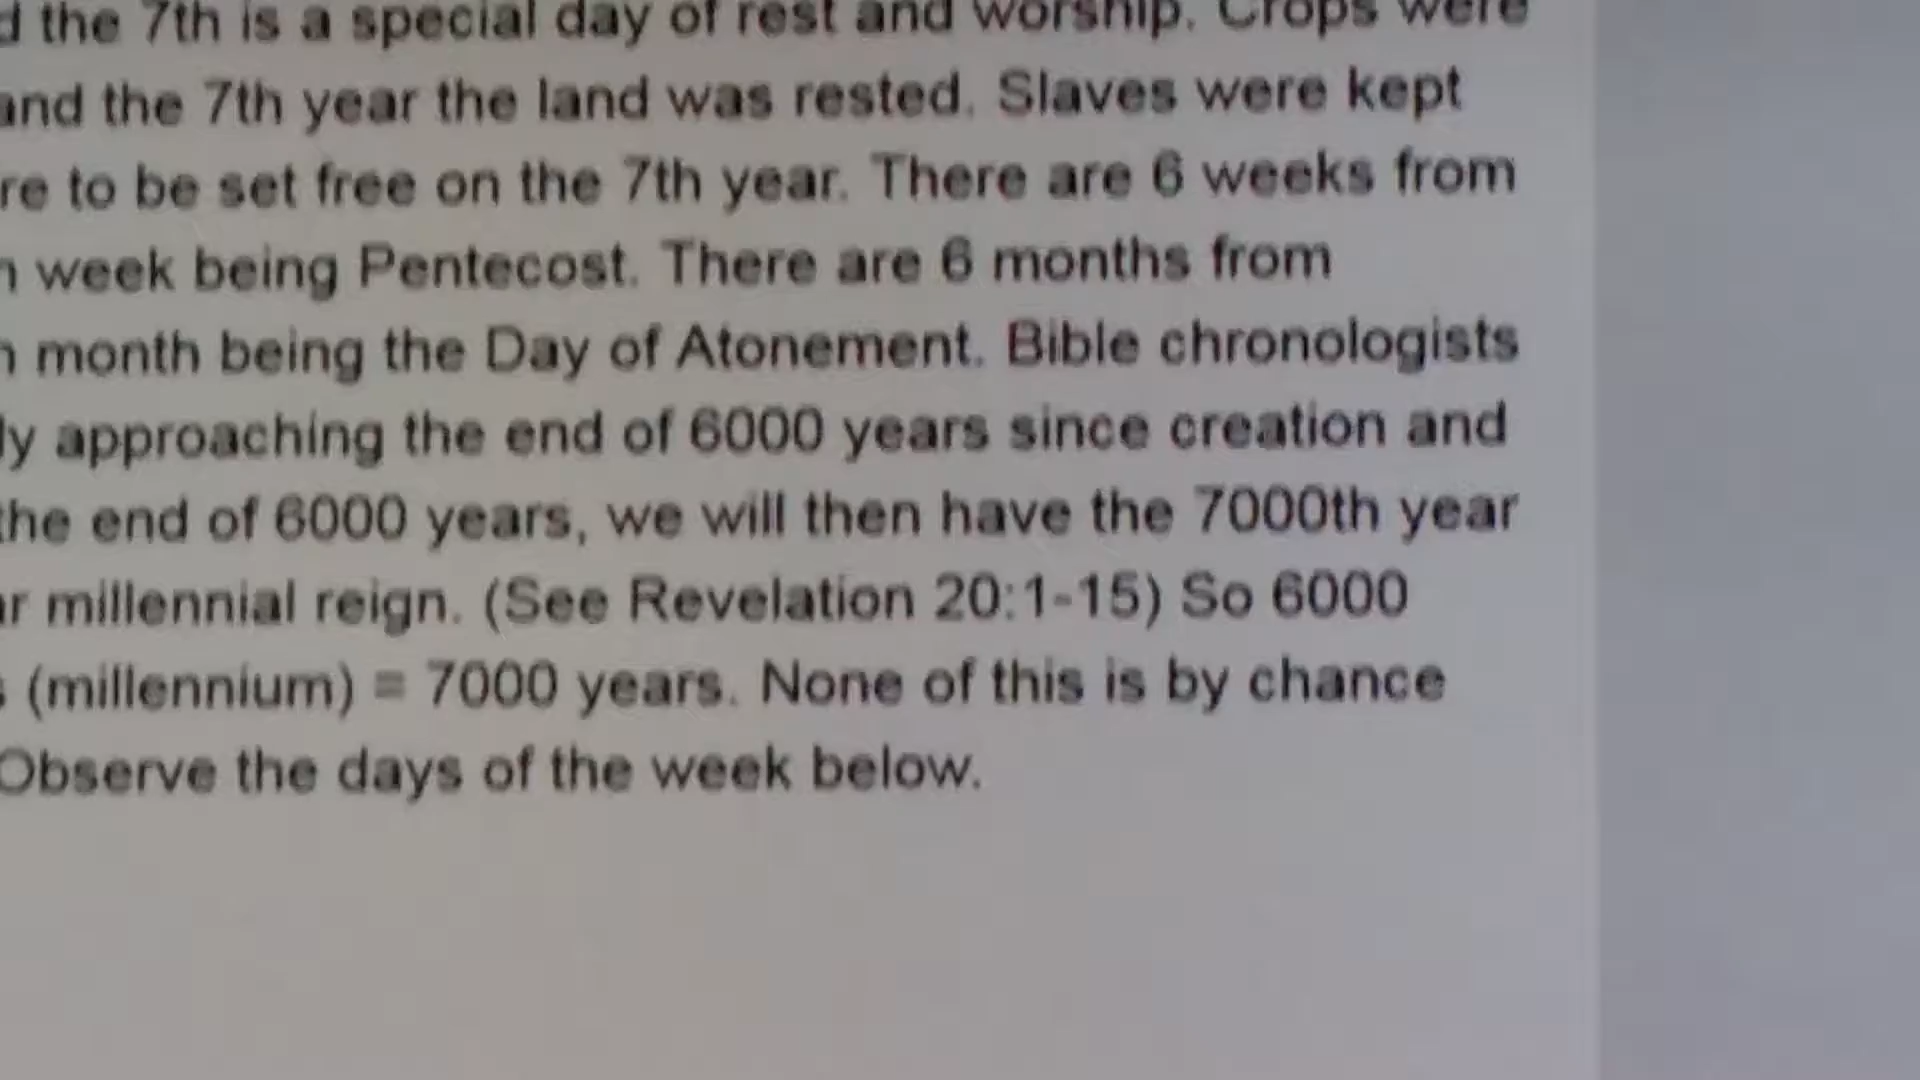 the 7th is a special day of rest and worship. Crops were
and the 7th year the land was rested. Slaves were kept
re to be set free on the 7th year. There are 6 weeks from
week being Pentecost. There are 6 months from
month being the Day of Atonement. Bible chronologists
ly approaching the end of 6000 years since creation and
the end of 6000 years, we will then have the 7000th year
r millennial reign. (See Revelation 20:1-15) So 6000
(millennium) = 7000 years. None of this is by chance
Observe the days of the week below.